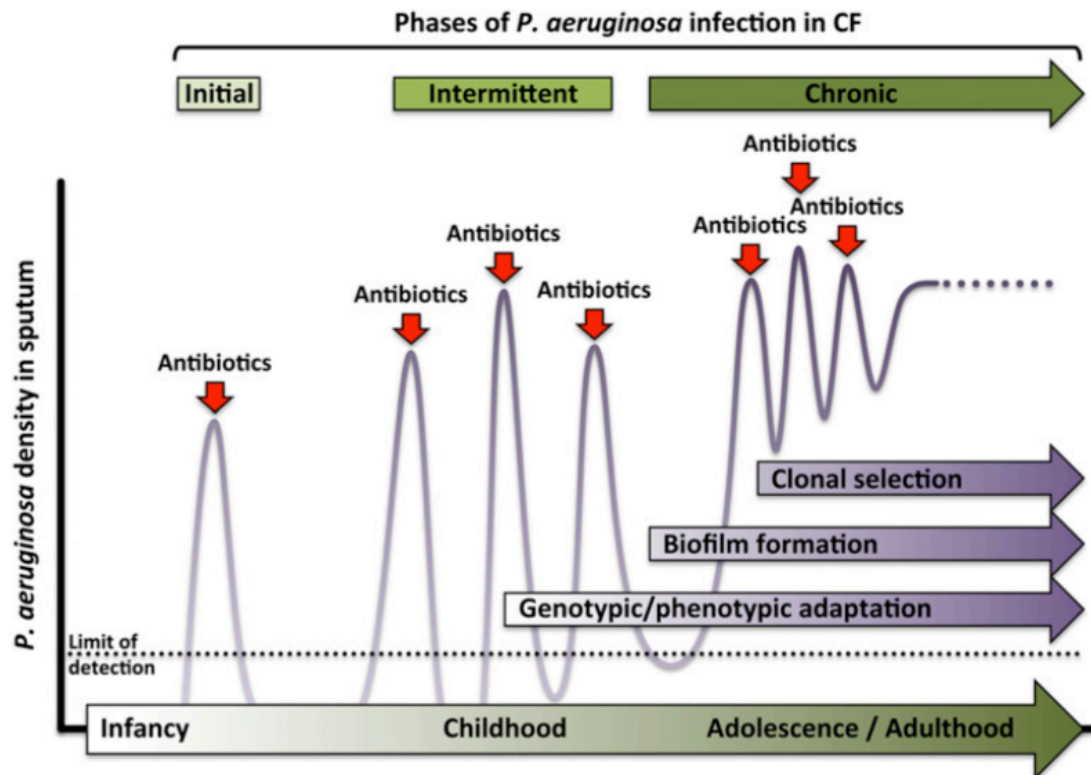 Phases of P. aeruginosa infection in CF
Initial
Intermittent
Chronic
Antibiotics
Antibiotics
Antibiotics
Antibiotics
Antibiotics
Antibiotics
Antibiotics
P. aeruginosa density in sputum
Clonal selection
Biofilm formation
Genotypic/phenotypic adaptation
Limit of
detection
Infancy
Childhood
Adolescence / Adulthood